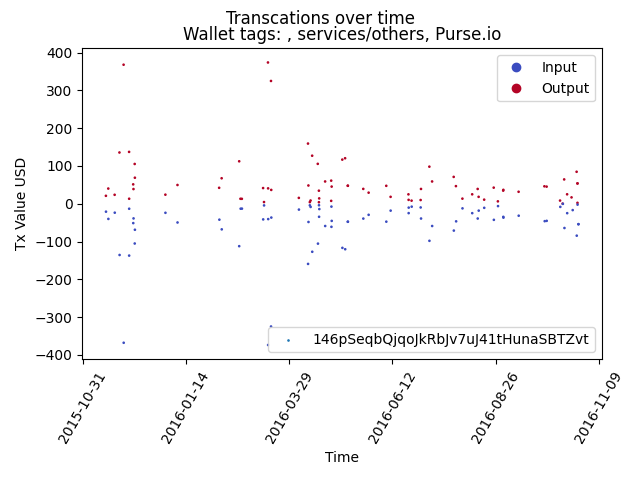 Transcations over time
Wallet tags: , services/others, Purse.io
Tx Value USD
400
300
200
100
0
−100
−200
−300
−400
Input
Output
146pSeqbQjqoJkRbJv7uJ41tHunaSBTZvt
2015-10-31
2016-01-14
2016-03-29
2016-06-12
2016-08-26
2016-11-09
Time